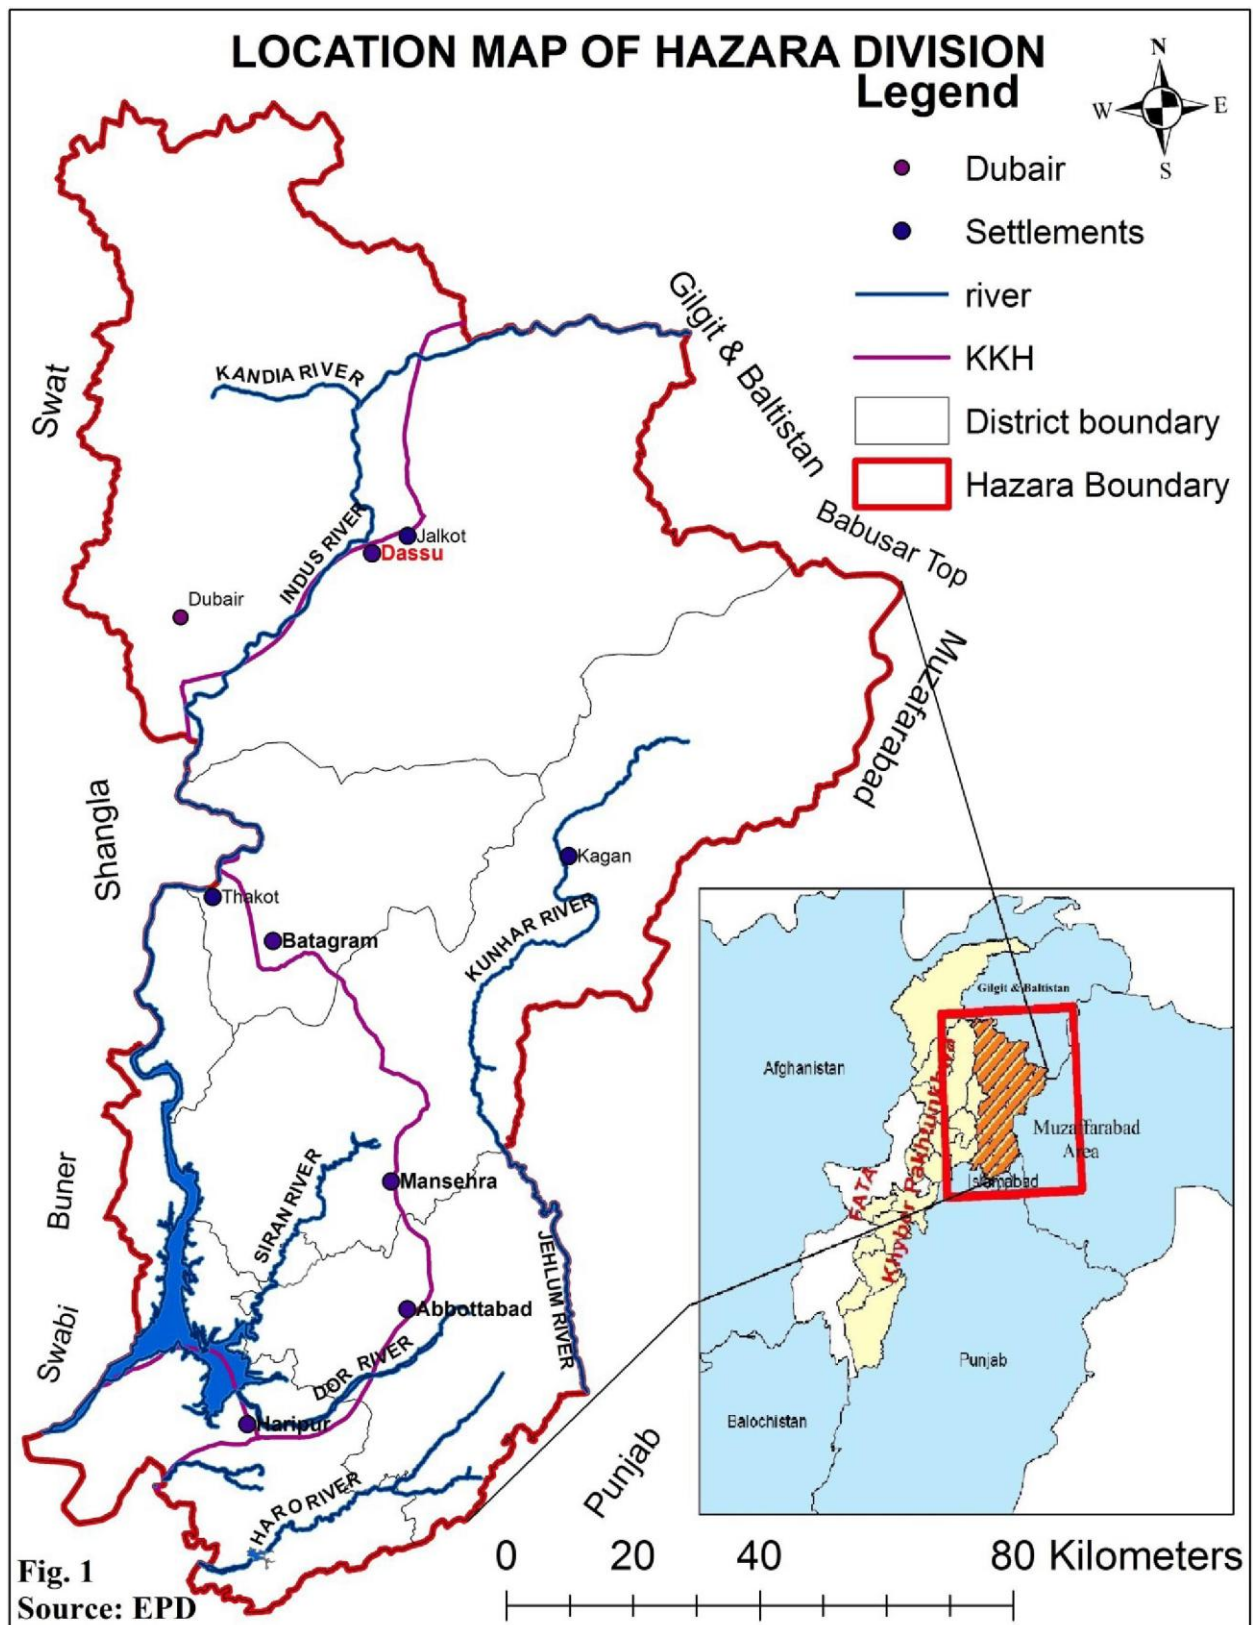 LOCATION MAP OF HAZARA DIVISION
Legend
N
W
E
S
Dubair
Settlements
river
KKH
District boundary
Hazara Boundary
Gilgit & Baltistan
Babusar Top
Muzafarabad
Swat
Shangla
Buner
Swabi
Punjab
KANDIA RIVER
INDUS RIVER
Jalkot
Dassu
Dubair
Kagan
KUNHAR RIVER
Thakot
Batagram
Mansehra
SIRAN RIVER
JEHLUM RIVER
Abbottabad
DOR RIVER
Haripur
HARO RIVER
Gilgit & Baltistan
Afghanistan
Khybar Pakhtunkhwa
FATA
Muzaffarabad
Area
Islamabad
Punjab
Balochistan
0 20 40 80 Kilometers
Fig. 1
Source: EPD